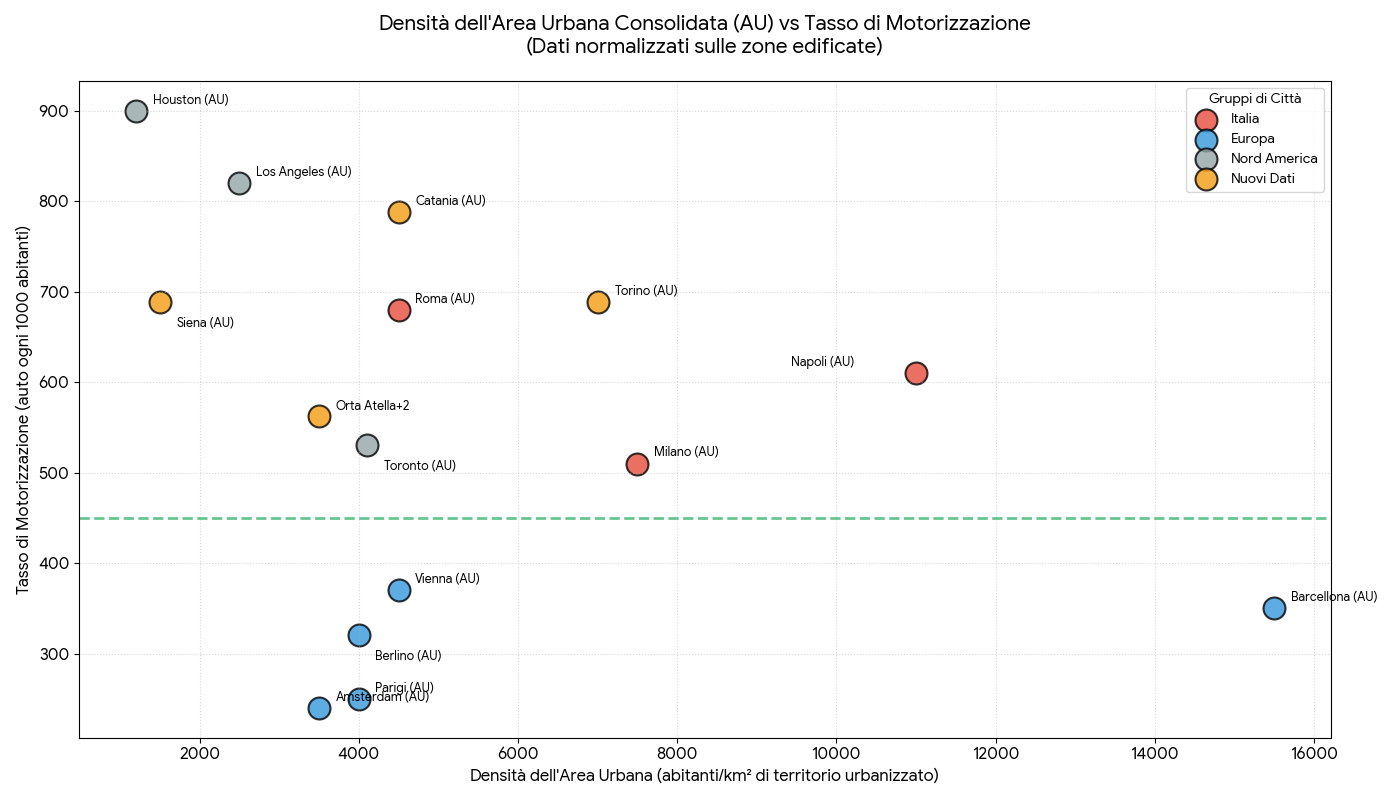 Densità dell'Area Urbana Consolidata (AU) vs Tasso di Motorizzazione
(Dati normalizzati sulle zone edificate)
Gruppi di Città
Italia
Europa
Nord America
Nuovi Dati
Tasso di Motorizzazione (auto ogni 1000 abitanti)
900
800
700
600
500
400
300
Houston (AU)
Los Angeles (AU)
Catania (AU)
Siena (AU)
Roma (AU)
Torino (AU)
Napoli (AU)
Orta Atella+2
Toronto (AU)
Milano (AU)
Vienna (AU)
Barcellona (AU)
Berlino (AU)
Parigi (AU)
Amsterdam (AU)
2000
4000
6000
8000
10000
12000
14000
16000
Densità dell'Area Urbana (abitanti/km² di territorio urbanizzato)